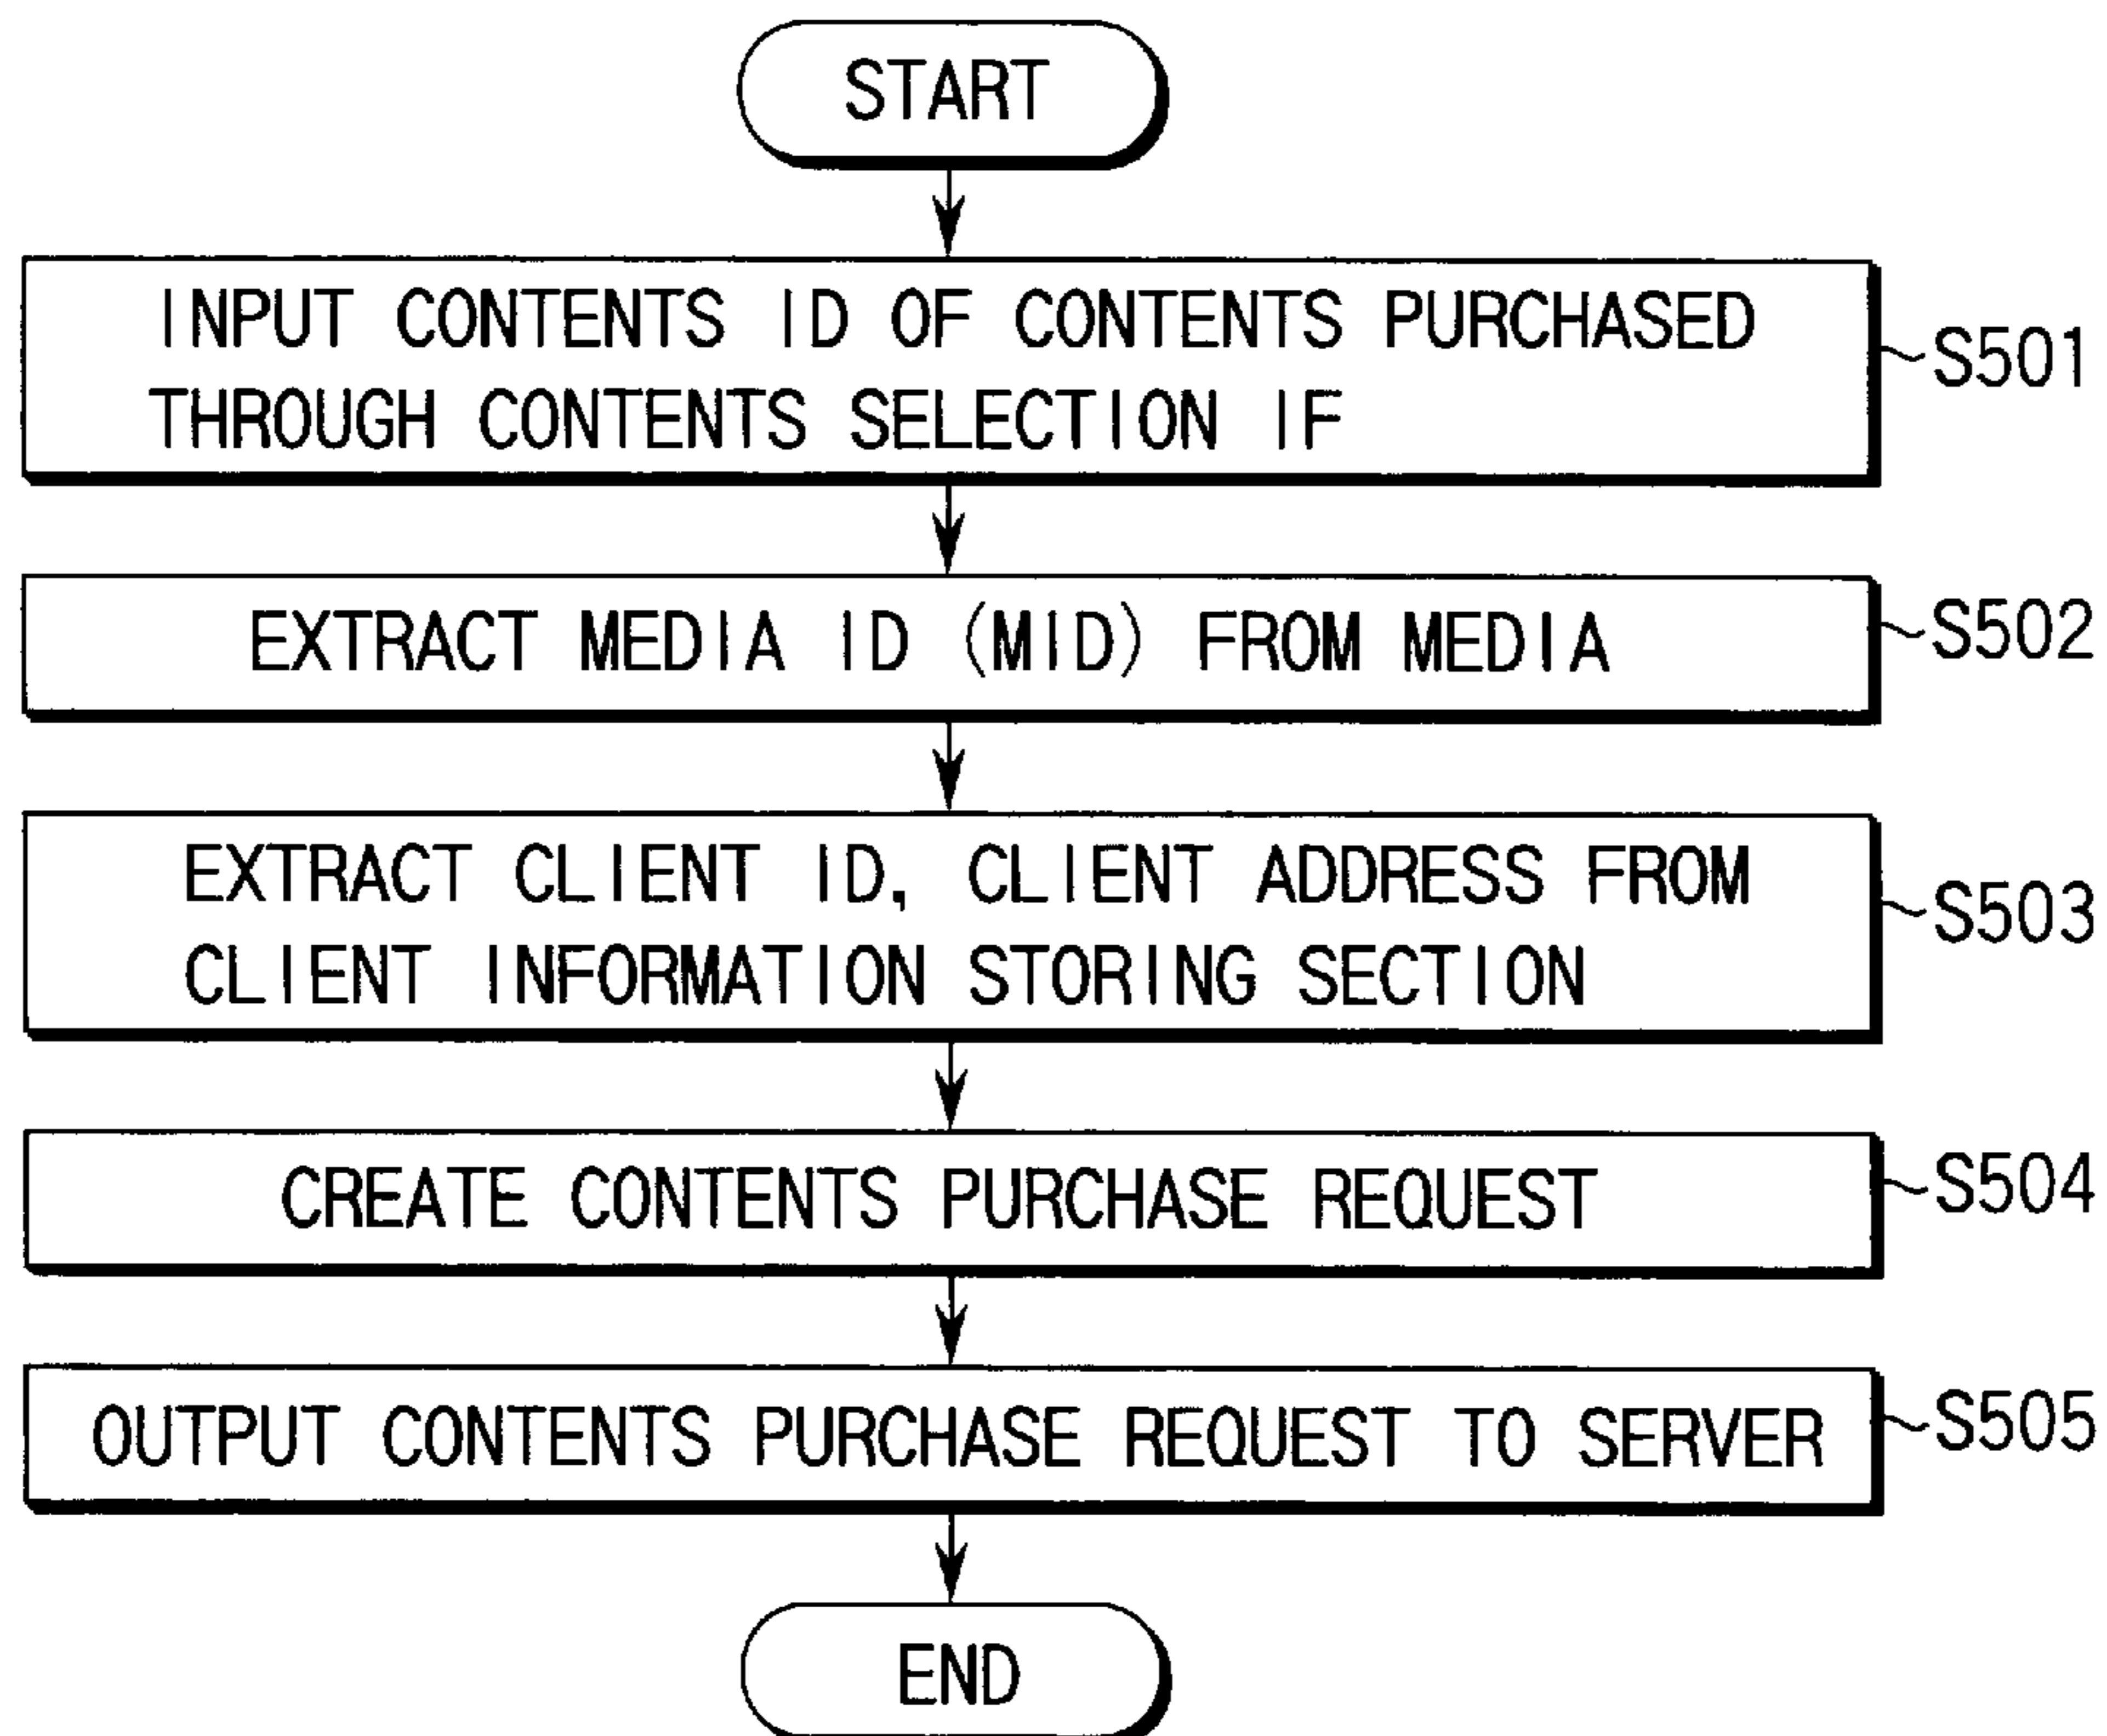 START
INPUT CONTENTS ID OF CONTENTS PURCHASED
THROUGH CONTENTS SELECTION IF
S501
EXTRACT MEDIA ID (MID) FROM MEDIA
S502
EXTRACT CLIENT ID, CLIENT ADDRESS FROM
CLIENT INFORMATION STORING SECTION
S503
CREATE CONTENTS PURCHASE REQUEST
S504
OUTPUT CONTENTS PURCHASE REQUEST TO SERVER
S505
END